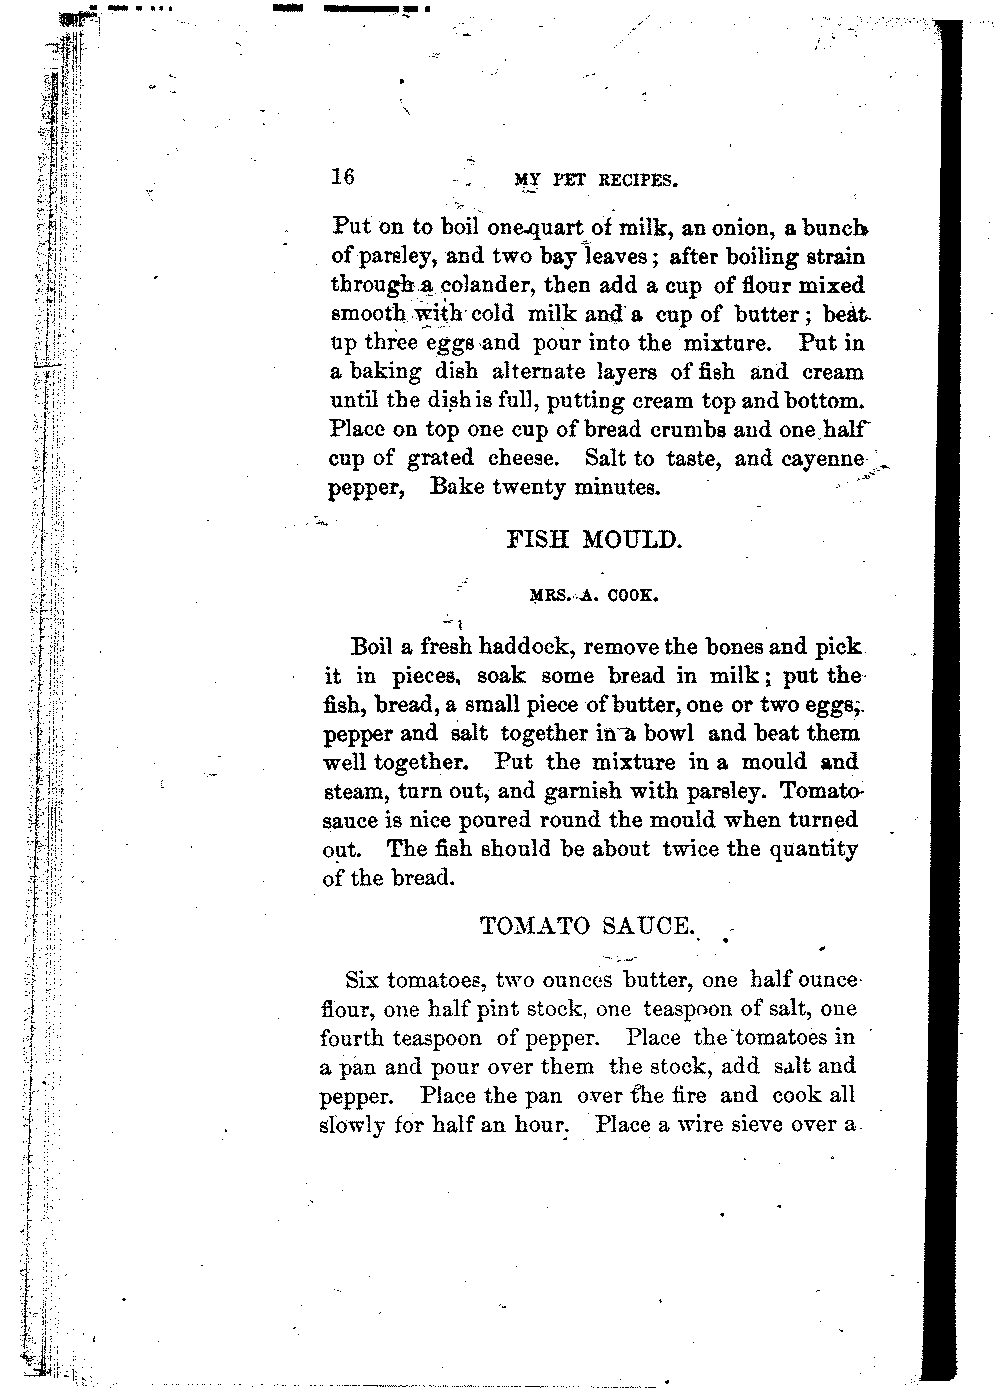 16 MY PET RECIPES.
Put on to boil one quart of milk, an onion, a bunch
of parsley, and two bay leaves; after boiling strain
through a colander, then add a cup of flour mixed
smooth with cold milk and a cup of butter; beat
up three eggs and pour into the mixture. Put in
a baking dish alternate layers of fish and cream
until the dish is full, putting cream top and bottom.
Place on top one cup of bread crumbs and one half
cup of grated cheese. Salt to taste, and cayenne
pepper, Bake twenty minutes.
FISH MOULD.
MRS. A. COOK.
Boil a fresh haddock, remove the bones and pick
it in pieces, soak some bread in milk; put the
fish, bread, a small piece of butter, one or two eggs,
pepper and salt together in a bowl and beat them
well together. Put the mixture in a mould and
steam, turn out, and garnish with parsley. Tomato
sauce is nice poured round the mould when turned
out. The fish should be about twice the quantity
of the bread.
TOMATO SAUCE.
Six tomatoes, two ounces butter, one half ounce
flour, one half pint stock, one teaspoon of salt, one
fourth teaspoon of pepper. Place the tomatoes in
a pan and pour over them the stock, add salt and
pepper. Place the pan over the fire and cook all
slowly for half an hour. Place a wire sieve over a